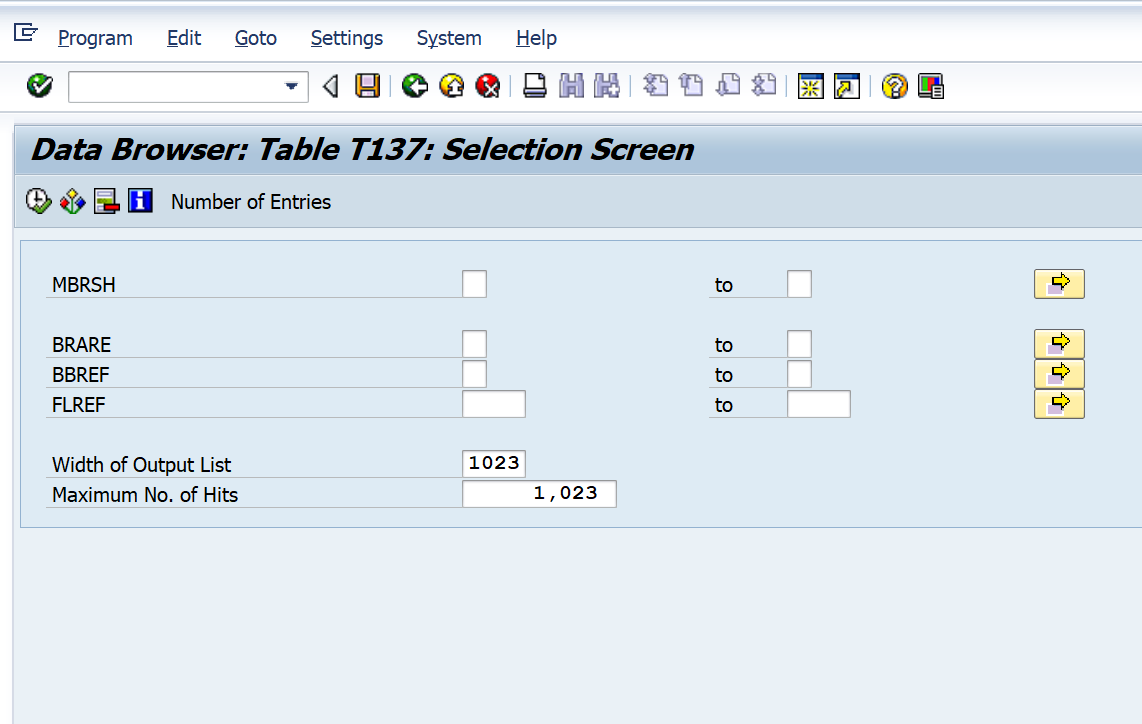 Program Edit Goto Settings System Help
Data Browser: Table T137: Selection Screen
Number of Entries
MBRSH to
BRARE to
BBREF to
FLREF to
Width of Output List 1023
Maximum No. of Hits 1,023